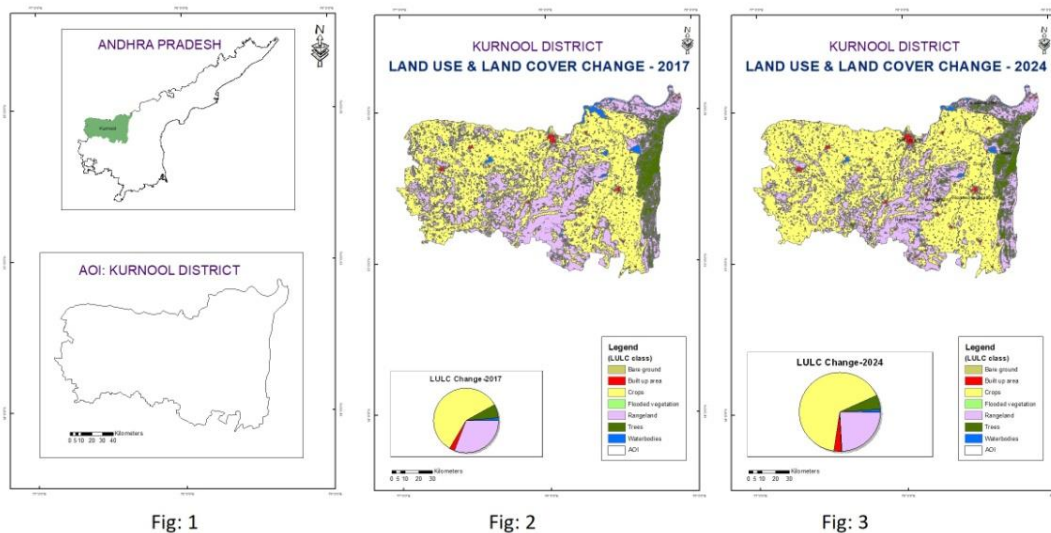 N
ANDHRA PRADESH
Kurnool
AOI: KURNOOL DISTRICT
Kilometers
0 5 10 20 30 40
Fig: 1
N
KURNOOL DISTRICT
LAND USE & LAND COVER CHANGE - 2017
Legend
(LULC class)
Bare ground
Built up area
Crops
Flooded vegetation
Rangeland
Trees
Waterbodies
AOI
LULC Change-2017
Kilometers
0 5 10 20 30
Fig: 2
N
KURNOOL DISTRICT
LAND USE & LAND COVER CHANGE - 2024
Legend
(LULC class)
Bare ground
Built up area
Crops
Flooded vegetation
Rangeland
Trees
Waterbodies
AOI
LULC Change-2024
Kilometers
0 5 10 20 30
Fig: 3